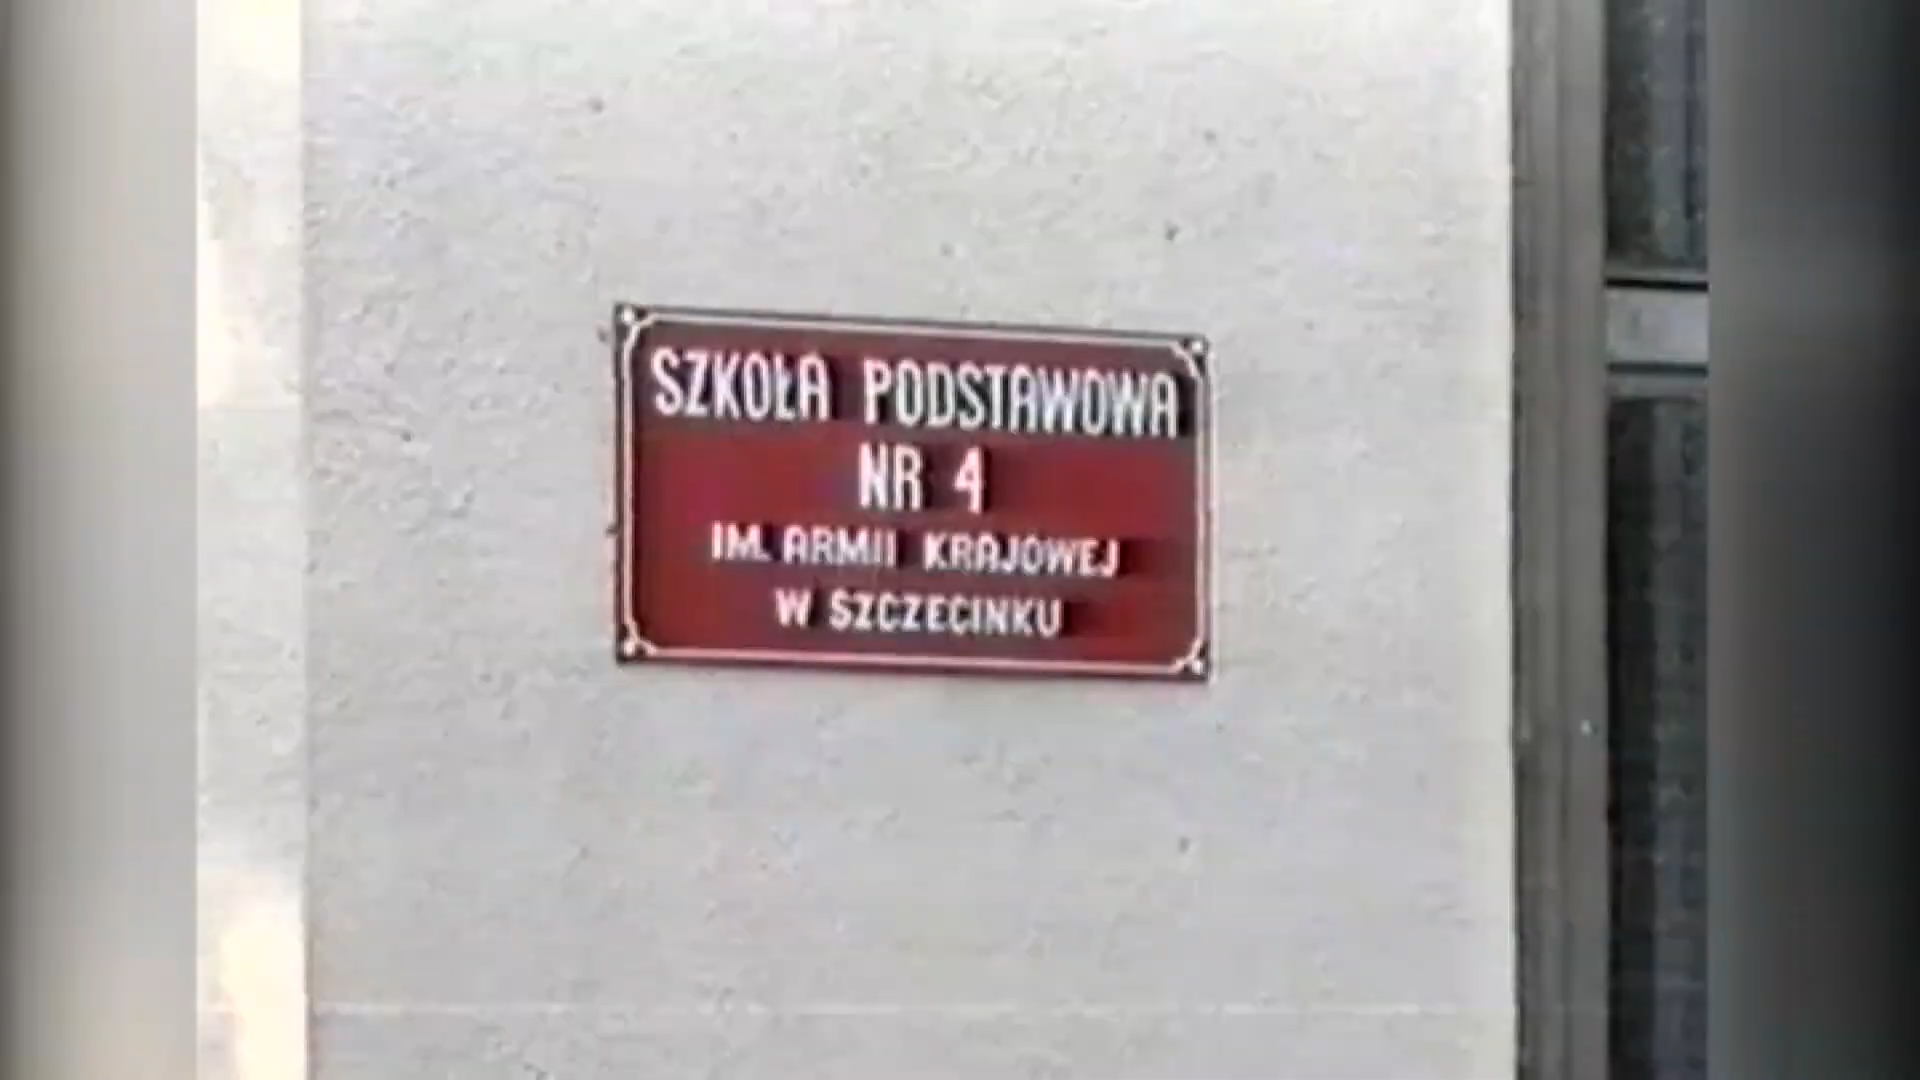 SZKOŁA PODSTAWOWA
NR 4
IM. ARMII KRAJOWEJ
W SZCZECINKU